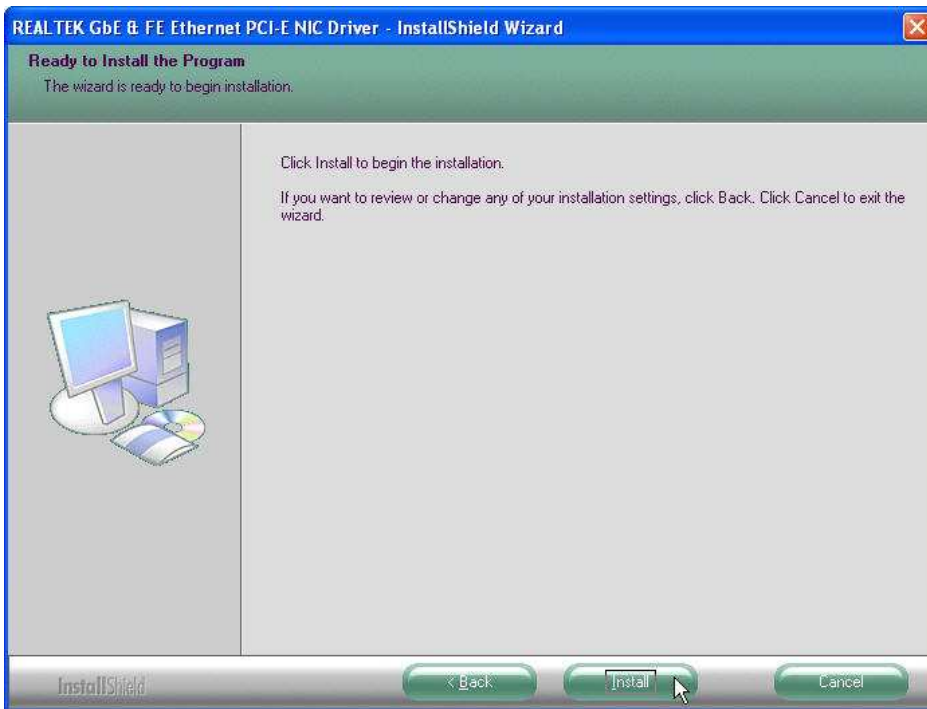 REALTEK GbE & FE Ethernet PCI-E NIC Driver - InstallShield Wizard
Ready to Install the Program
The wizard is ready to begin installation.
Click Install to begin the installation.
If you want to review or change any of your installation settings, click Back. Click Cancel to exit the
wizard.
InstallShield
< Back
Install
Cancel